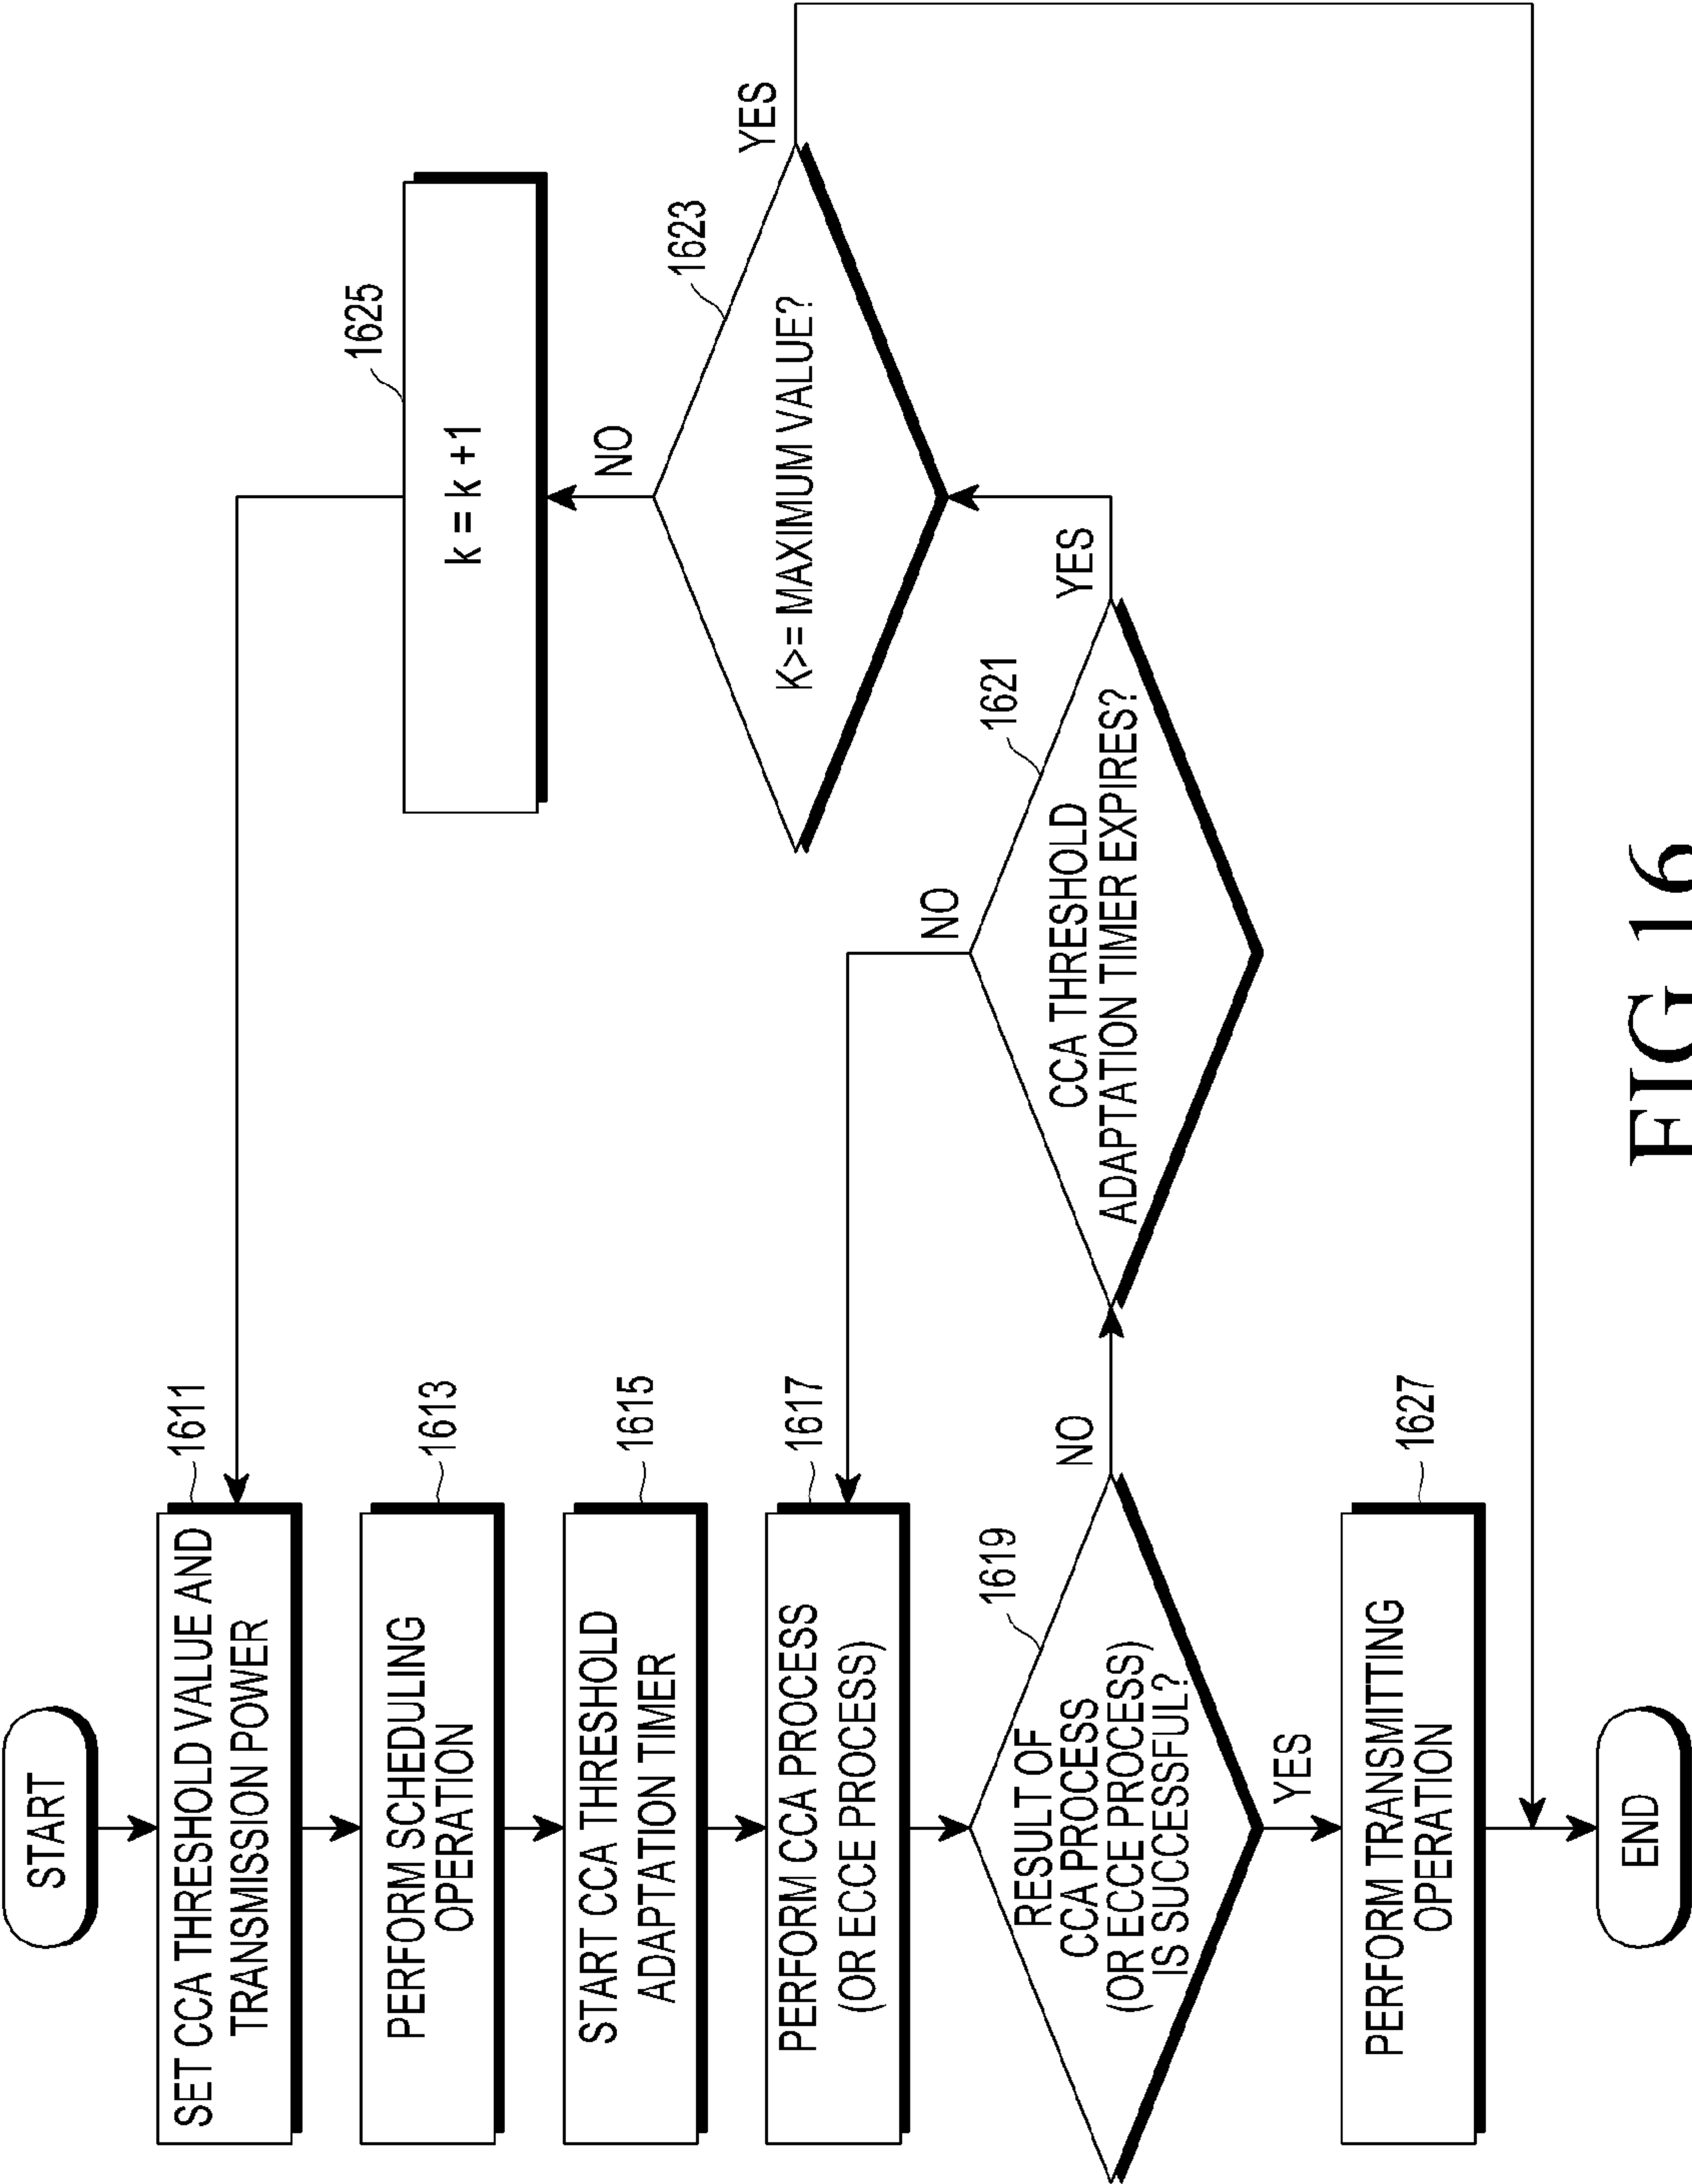 START
1611
SET CCA THRESHOLD VALUE AND
TRANSMISSION POWER
1613
PERFORM SCHEDULING
OPERATION
1615
START CCA THRESHOLD
ADAPTATION TIMER
1617
PERFORM CCA PROCESS
(OR ECCE PROCESS)
1619
RESULT OF
CCA PROCESS
(OR ECCE PROCESS)
IS SUCCESSFUL?
NO
YES
1621
CCA THRESHOLD
ADAPTATION TIMER EXPIRES?
NO
YES
1623
K>= MAXIMUM VALUE?
NO
YES
1625
k = k +1
1627
PERFORM TRANSMITTING
OPERATION
END
FIG.16